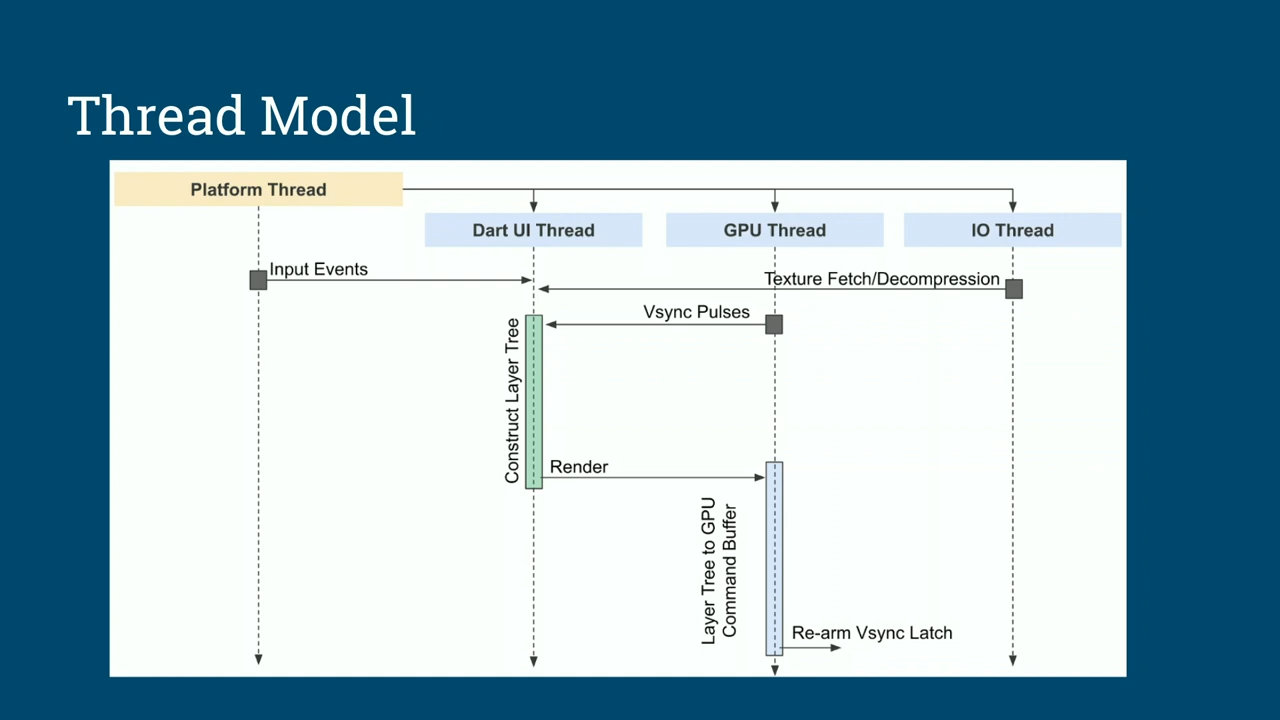 Thread Model
Platform Thread
Dart UI Thread
GPU Thread
IO Thread
Input Events
Texture Fetch/Decompression
Vsync Pulses
Construct Layer Tree
Render
Layer Tree to GPU
Command Buffer
Re-arm Vsync Latch